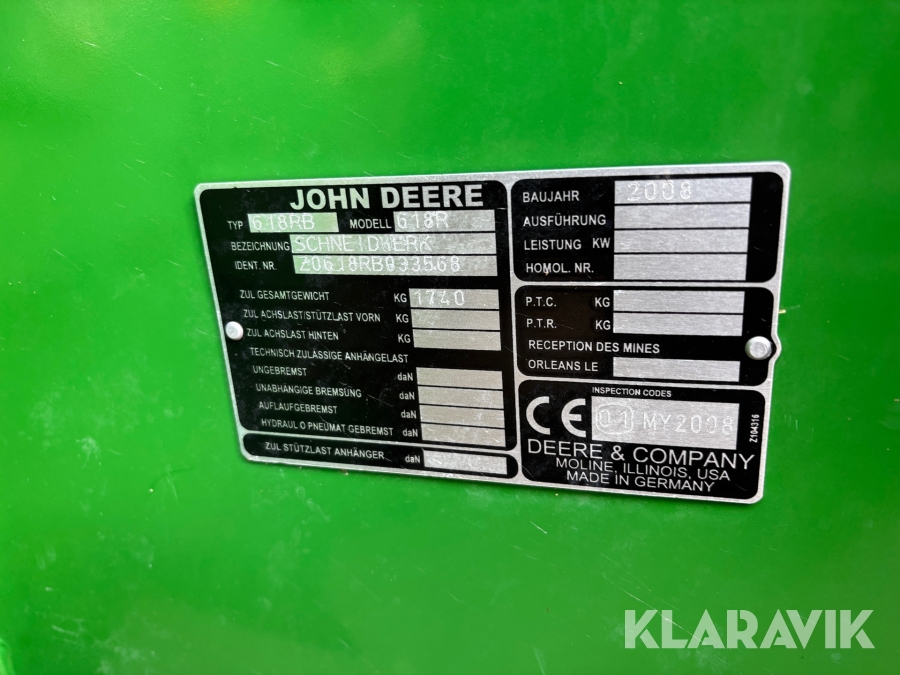 JOHN DEERE
TYP 618RB MODELL 618R
BEZEICHNUNG SCHNEIDWERK
IDENT. NR. Z0618RB033568
ZUL GESAMTGEWICHT KG 1740
ZUL ACHSLAST/STÜTZLAST VORN KG
ZUL ACHSLAST HINTEN KG
TECHNISCH ZULÄSSIGE ANHÄNGELAST
UNGEBREMST daN
UNABHÄNGIGE BREMSUNG daN
AUFLAUFGEBREMST daN
HYDRAUL O PNEUMAT GEBREMST daN
ZUL STÜTZLAST ANHÄNGER daN
BAUJAHR 2008
AUSFÜHRUNG
LEISTUNG KW
HOMOL. NR.
P.T.C. KG
P.T.R. KG
RECEPTION DES MINES
ORLEANS LE
INSPECTION CODES
CE 01 MY2008
Z104316
DEERE & COMPANY
MOLINE, ILLINOIS, USA
MADE IN GERMANY
KLARAVIK